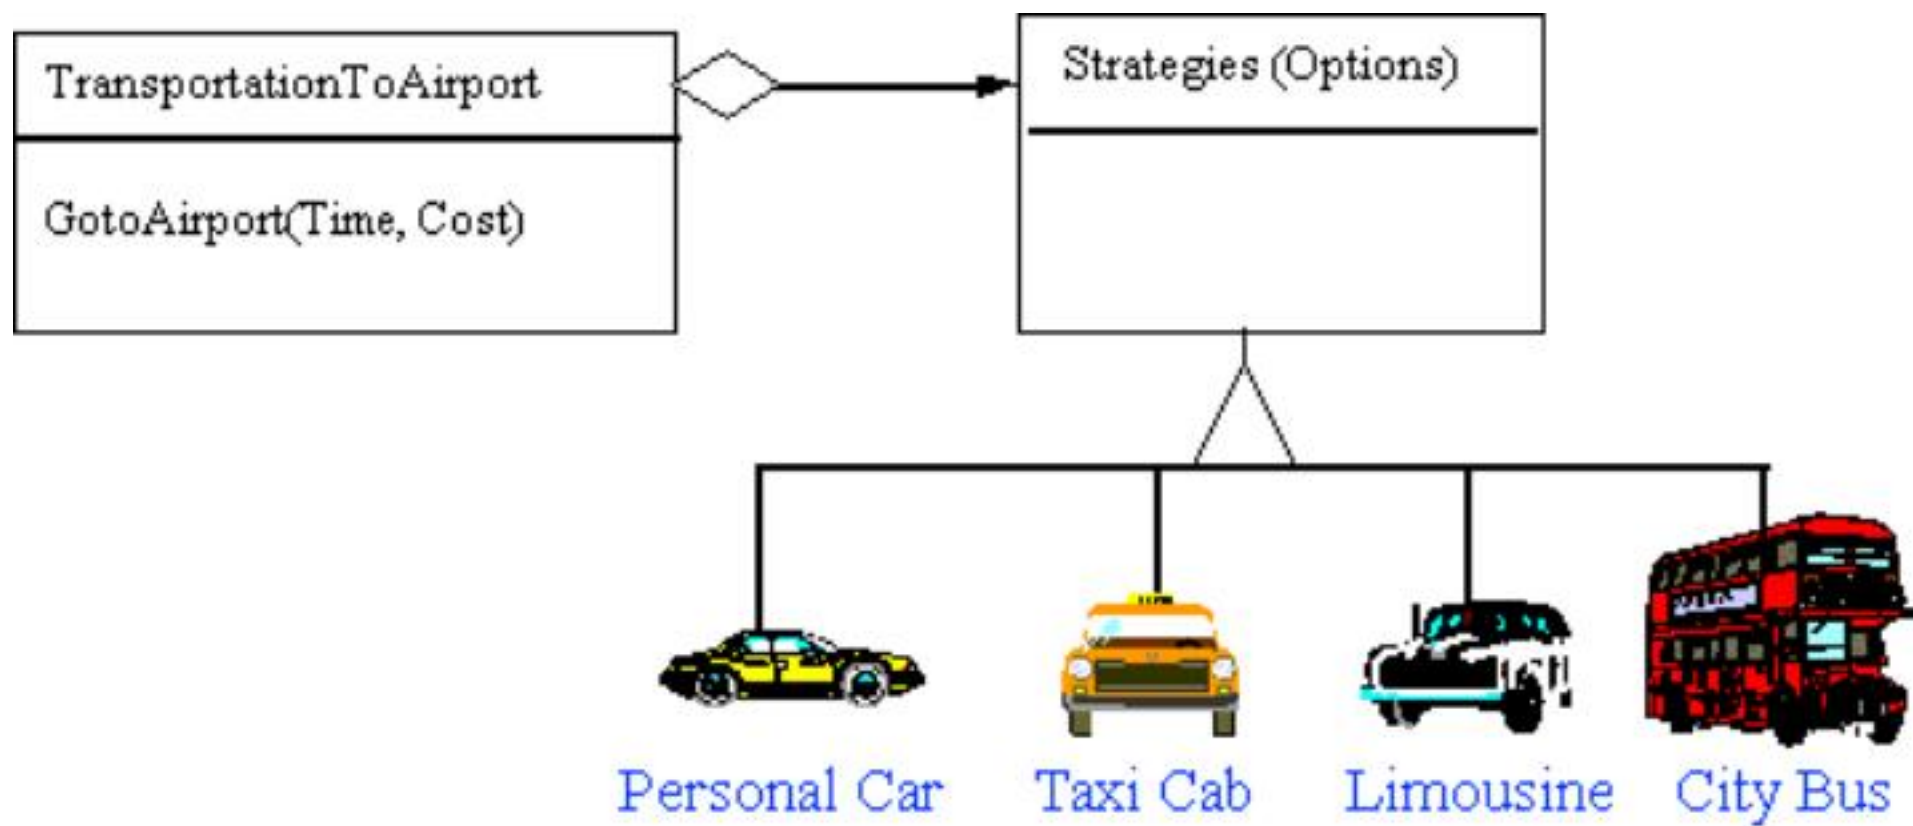 TransportationToAirport
GotoAirport(Time, Cost)
Strategies (Options)
Personal Car
Taxi Cab
Limousine
City Bus